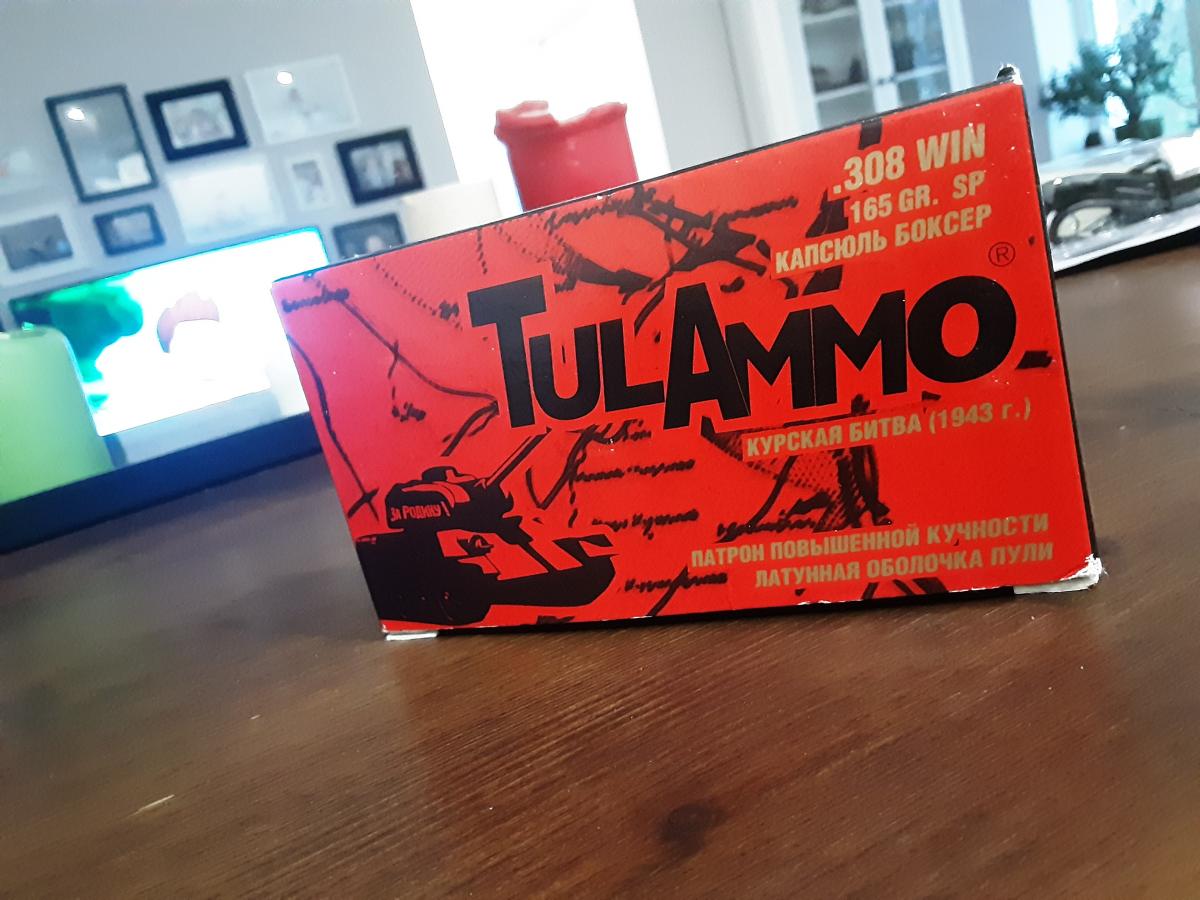 .308 WIN
165 GR. SP
КАПСЮЛЬ БОКСЕР
TULAMMO®
КУРСКАЯ БИТВА (1943 г.)
ЗА РОДИНУ
ПАТРОН ПОВЫШЕННОЙ КУЧНОСТИ
ЛАТУННАЯ ОБОЛОЧКА ПУЛИ